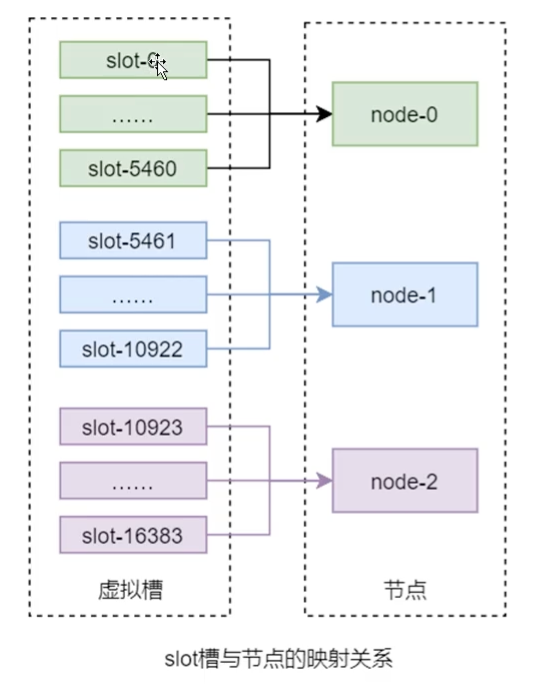 slot-0
……
slot-5460
node-0
slot-5461
……
slot-10922
node-1
slot-10923
……
slot-16383
node-2
虚拟槽
节点
slot槽与节点的映射关系